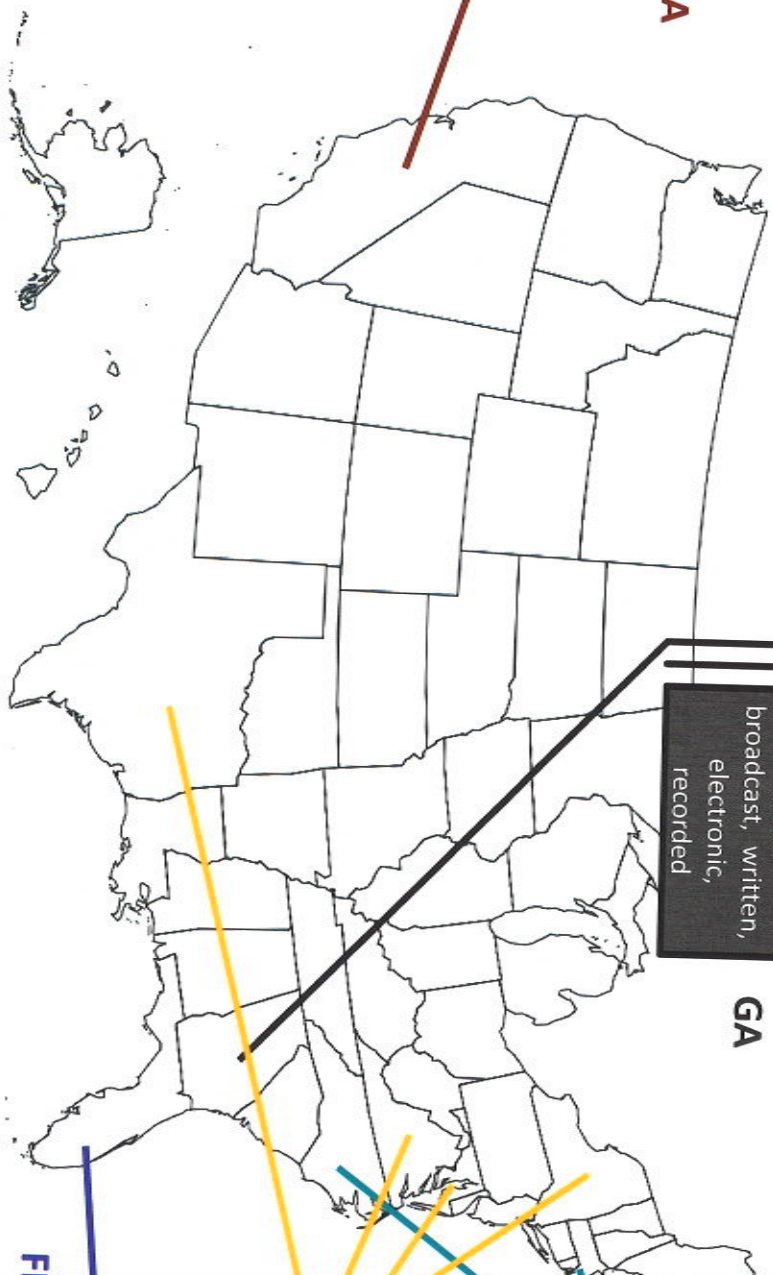 A
broadcast, written,
electronic,
recorded
GA